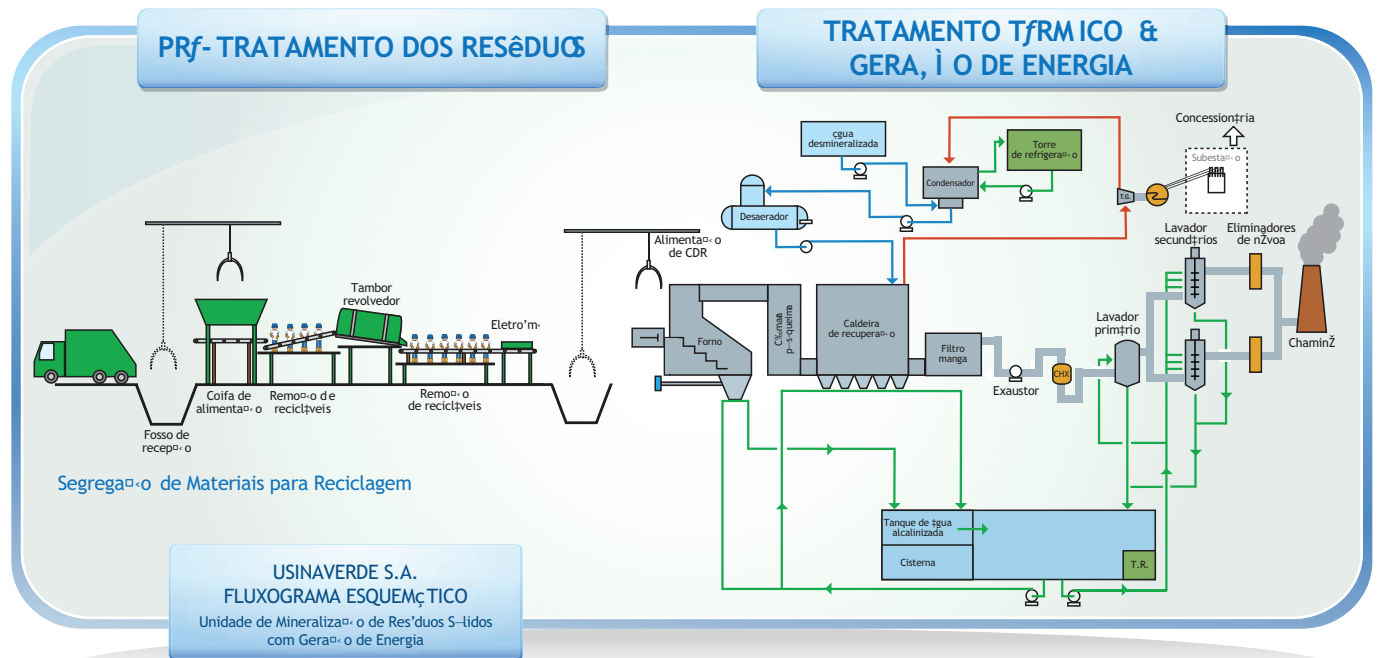 PRƒ- TRATAMENTO DOS RESêDUOS
TRATAMENTO TƒRMICO &
GERA‚Ì O DE ENERGIA
Concession‡ria
çgua
desmineralizada
Torre
de refrigera¤‹o
Subesta¤‹o
Condensador
T.G.
Desaerador
Alimenta¤‹o
de CDR
Lavador
secund‡rios
Eliminadores
de nŽvoa
Tambor
revolvedor
Eletro'm‹
Forno
C‰maa
p—s-queima
Caldeira
de recupera¤‹o
Filtro
manga
Lavador
prim‡rio
ChaminŽ
CHX
Exaustor
Coifa de
alimenta¤‹o
Remo¤‹o de
recicl‡veis
Remo¤‹o
de recicl‡veis
Fosso de
recep¤‹o
Segrega¤‹o de Materiais para Reciclagem
Tanque de ‡gua
alcalinizada
Cisterna
T.R.
USINAVERDE S.A.
FLUXOGRAMA ESQUEMçTICO
Unidade de Mineraliza¤‹o de Res'duos S—lidos
com Gera¤‹o de Energia